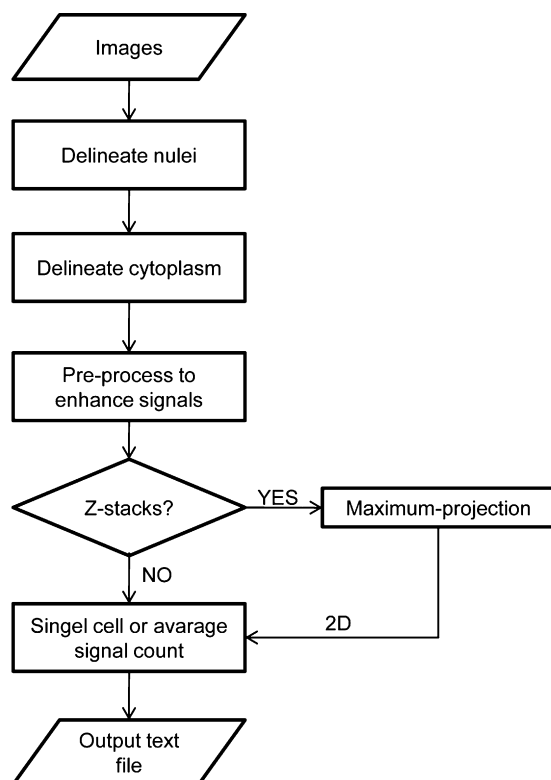 Images
Delineate nulei
Delineate cytoplasm
Pre-process to
enhance signals
Z-stacks?
YES
Maximum-projection
NO
2D
Singel cell or avarage
signal count
Output text
file